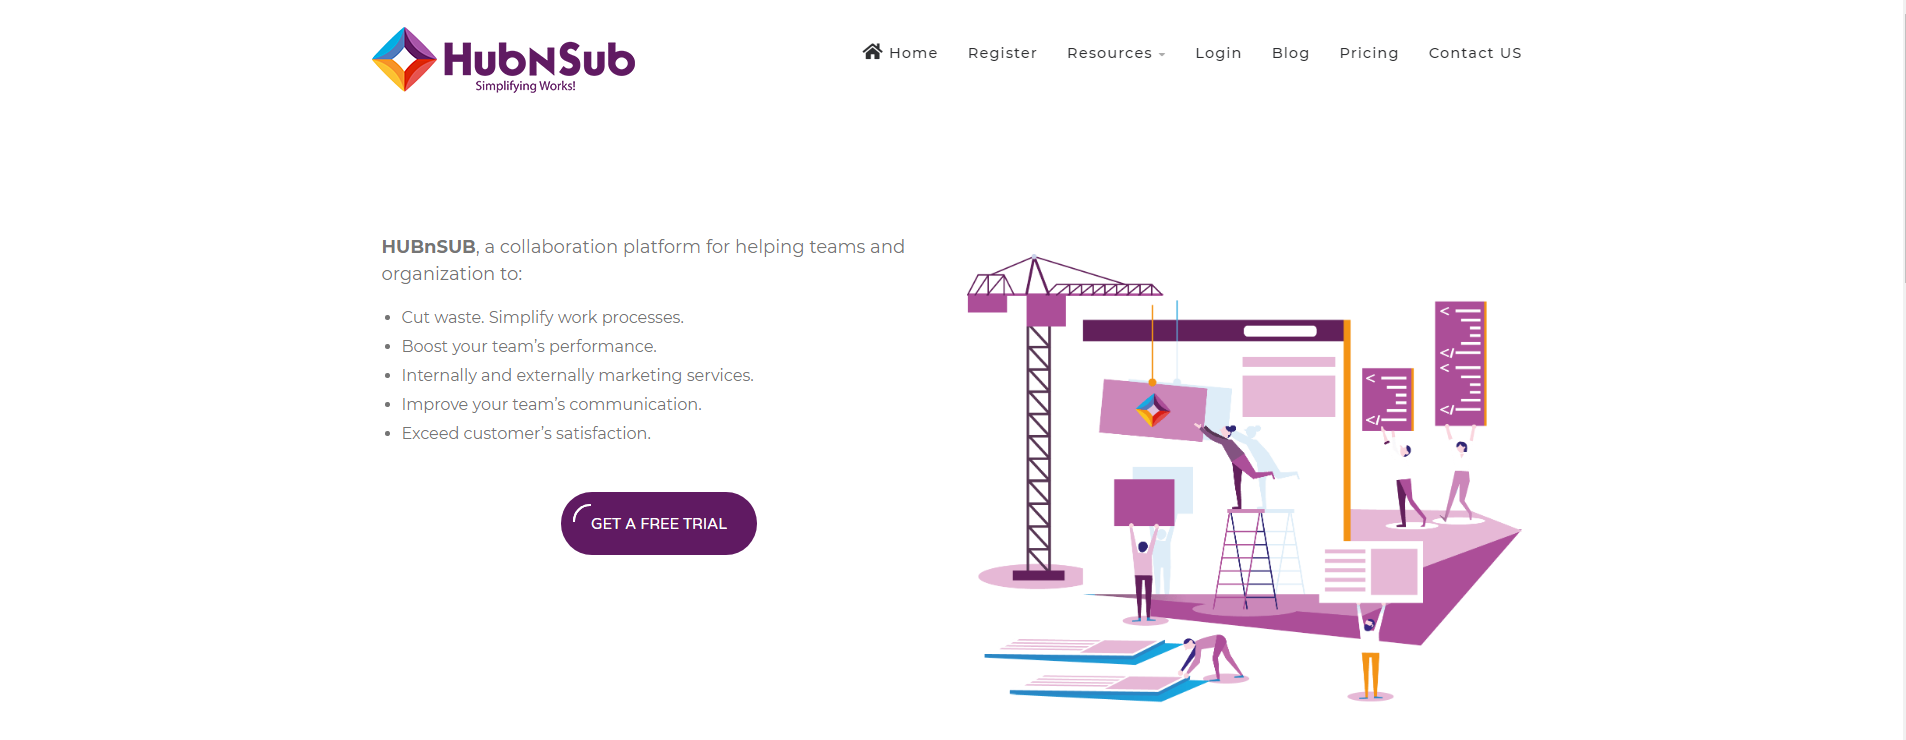 HubNSub
Simplifying Works!
Home Register Resources Login Blog Pricing Contact US
HUBnSUB, a collaboration platform for helping teams and
organization to:
Cut waste. Simplify work processes.
Boost your team’s performance.
Internally and externally marketing services.
Improve your team’s communication.
Exceed customer’s satisfaction.
GET A FREE TRIAL